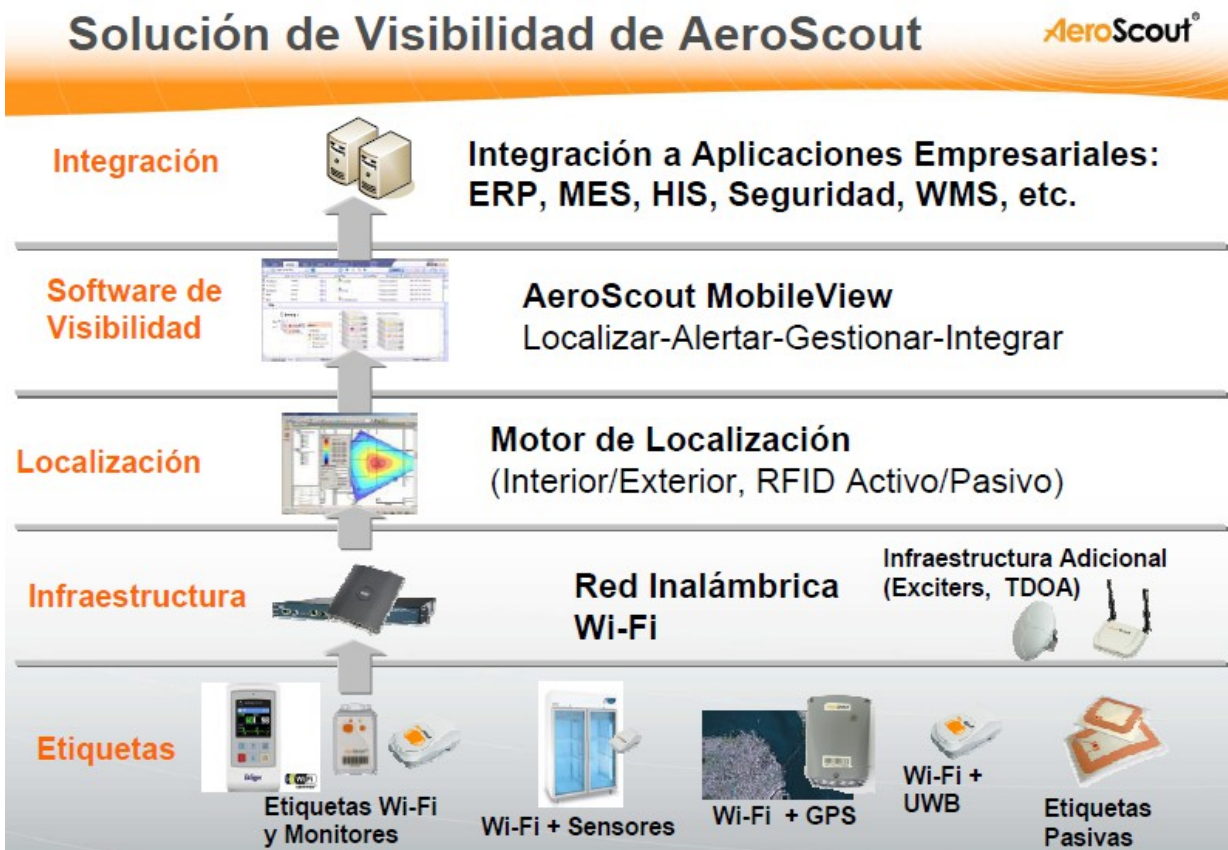 Solución de Visibilidad de AeroScout
AeroScout®
Integración
Integración a Aplicaciones Empresariales:
ERP, MES, HIS, Seguridad, WMS, etc.
Software de
Visibilidad
AeroScout MobileView
Localizar-Alertar-Gestionar-Integrar
Localización
Motor de Localización
(Interior/Exterior, RFID Activo/Pasivo)
Infraestructura
Red Inalámbrica
Wi-Fi
Infraestructura Adicional
(Exciters, TDOA)
Etiquetas
Etiquetas Wi-Fi
y Monitores
Wi-Fi + Sensores
Wi-Fi + GPS
Wi-Fi +
UWB
Etiquetas
Pasivas